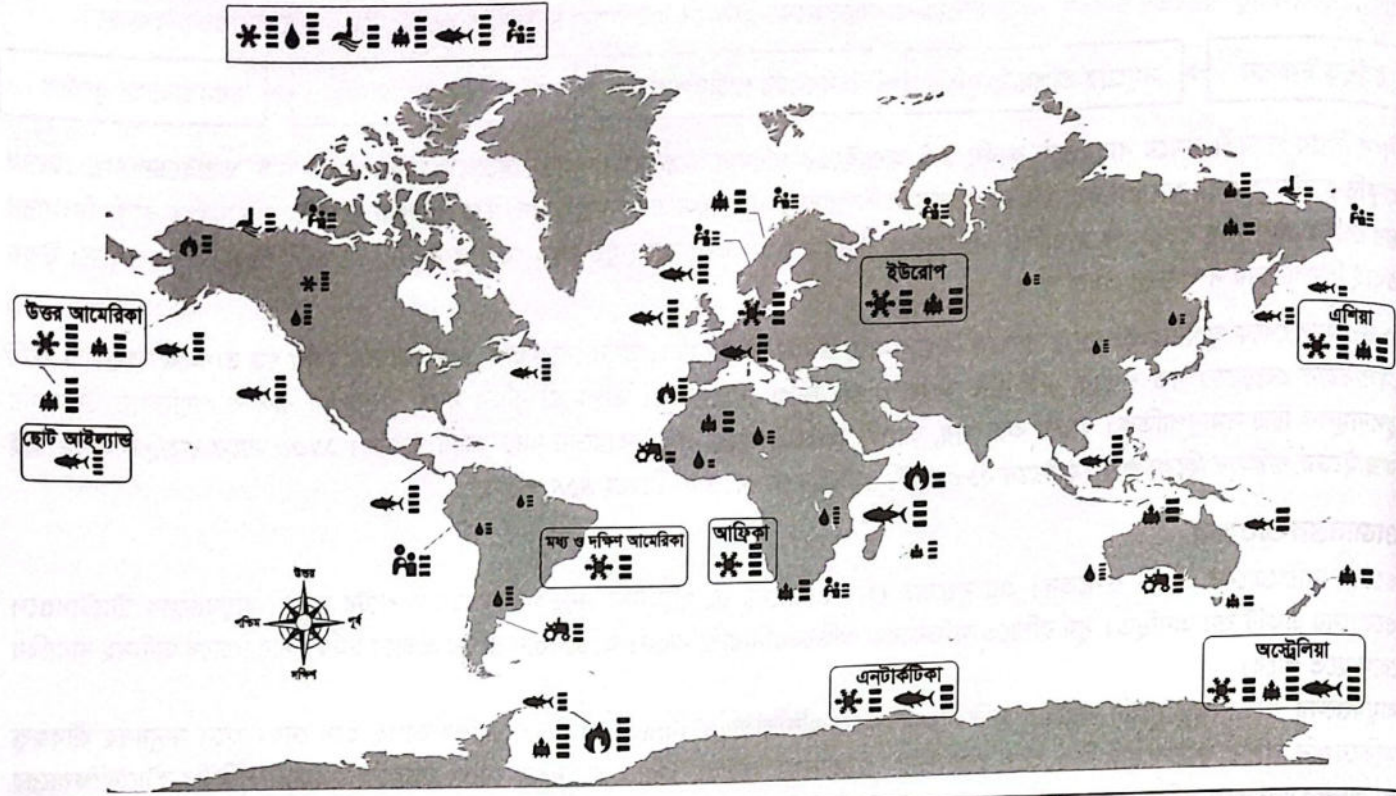 ইউরোপ
উত্তর আমেরিকা
এশিয়া
ছোট আইল্যান্ড
মধ্য ও দক্ষিণ আমেরিকা
আফ্রিকা
উত্তর
পশ্চিম
পূর্ব
দক্ষিণ
অস্ট্রেলিয়া
এনটার্কটিকা